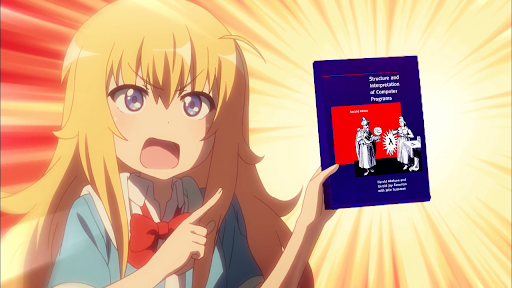 Structure and
Interpretation
of Computer
Programs
Harold Abelson and
Gerald Jay Sussman
with Julie Sussman